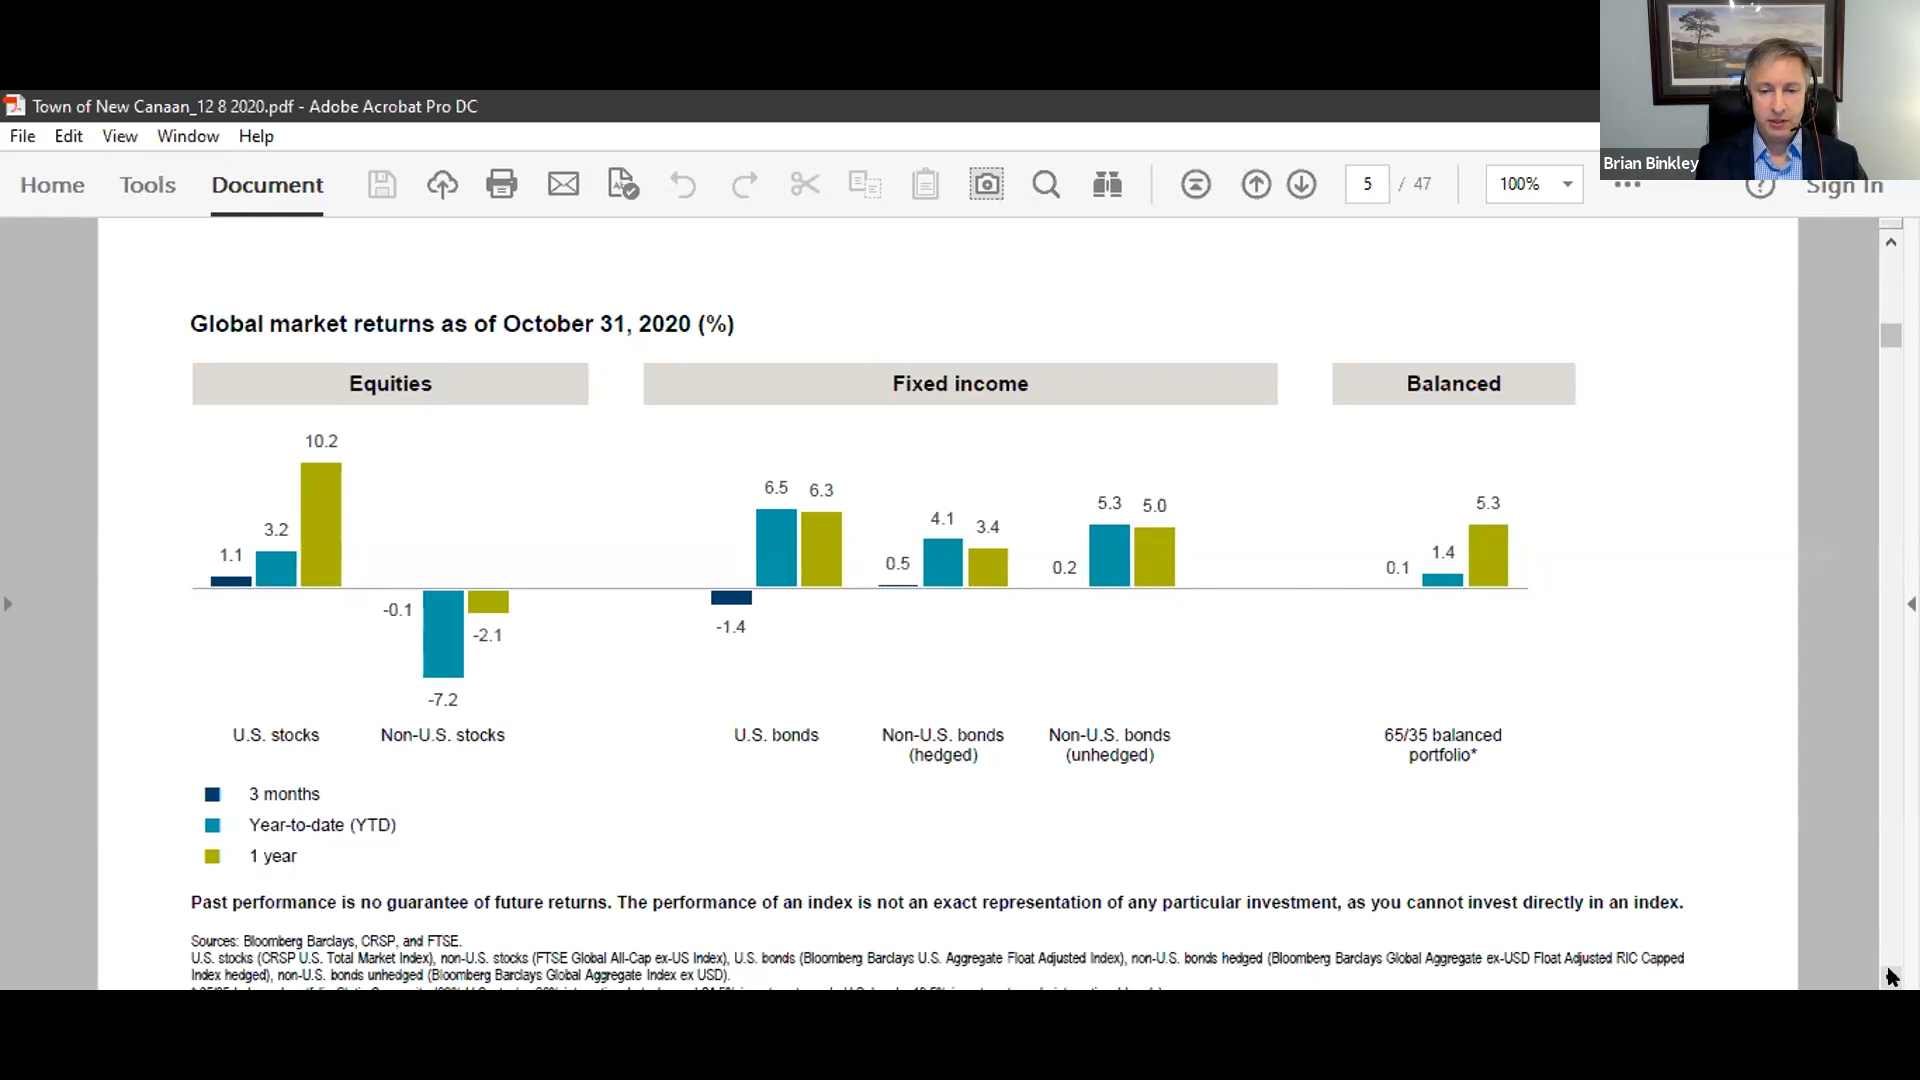 Town of New Canaan_12 8 2020.pdf - Adobe Acrobat Pro DC
File Edit View Window Help
Home Tools Document 5 / 47 100% Sign In
Brian Binkley
Global market returns as of October 31, 2020 (%)
Equities Fixed income Balanced
10.2
3.2
1.1
-0.1
-7.2
-2.1
-1.4
6.5
6.3
0.5
4.1
3.4
0.2
5.3
5.0
0.1
1.4
5.3
U.S. stocks
Non-U.S. stocks
U.S. bonds
Non-U.S. bonds
(hedged)
Non-U.S. bonds
(unhedged)
65/35 balanced
portfolio*
3 months
Year-to-date (YTD)
1 year
Past performance is no guarantee of future returns. The performance of an index is not an exact representation of any particular investment, as you cannot invest directly in an index.
Sources: Bloomberg Barclays, CRSP, and FTSE.
U.S. stocks (CRSP U.S. Total Market Index), non-U.S. stocks (FTSE Global All-Cap ex-US Index), U.S. bonds (Bloomberg Barclays U.S. Aggregate Float Adjusted Index), non-U.S. bonds hedged (Bloomberg Barclays Global Aggregate ex-USD Float Adjusted RIC Capped
Index hedged), non-U.S. bonds unhedged (Bloomberg Barclays Global Aggregate Index ex USD).